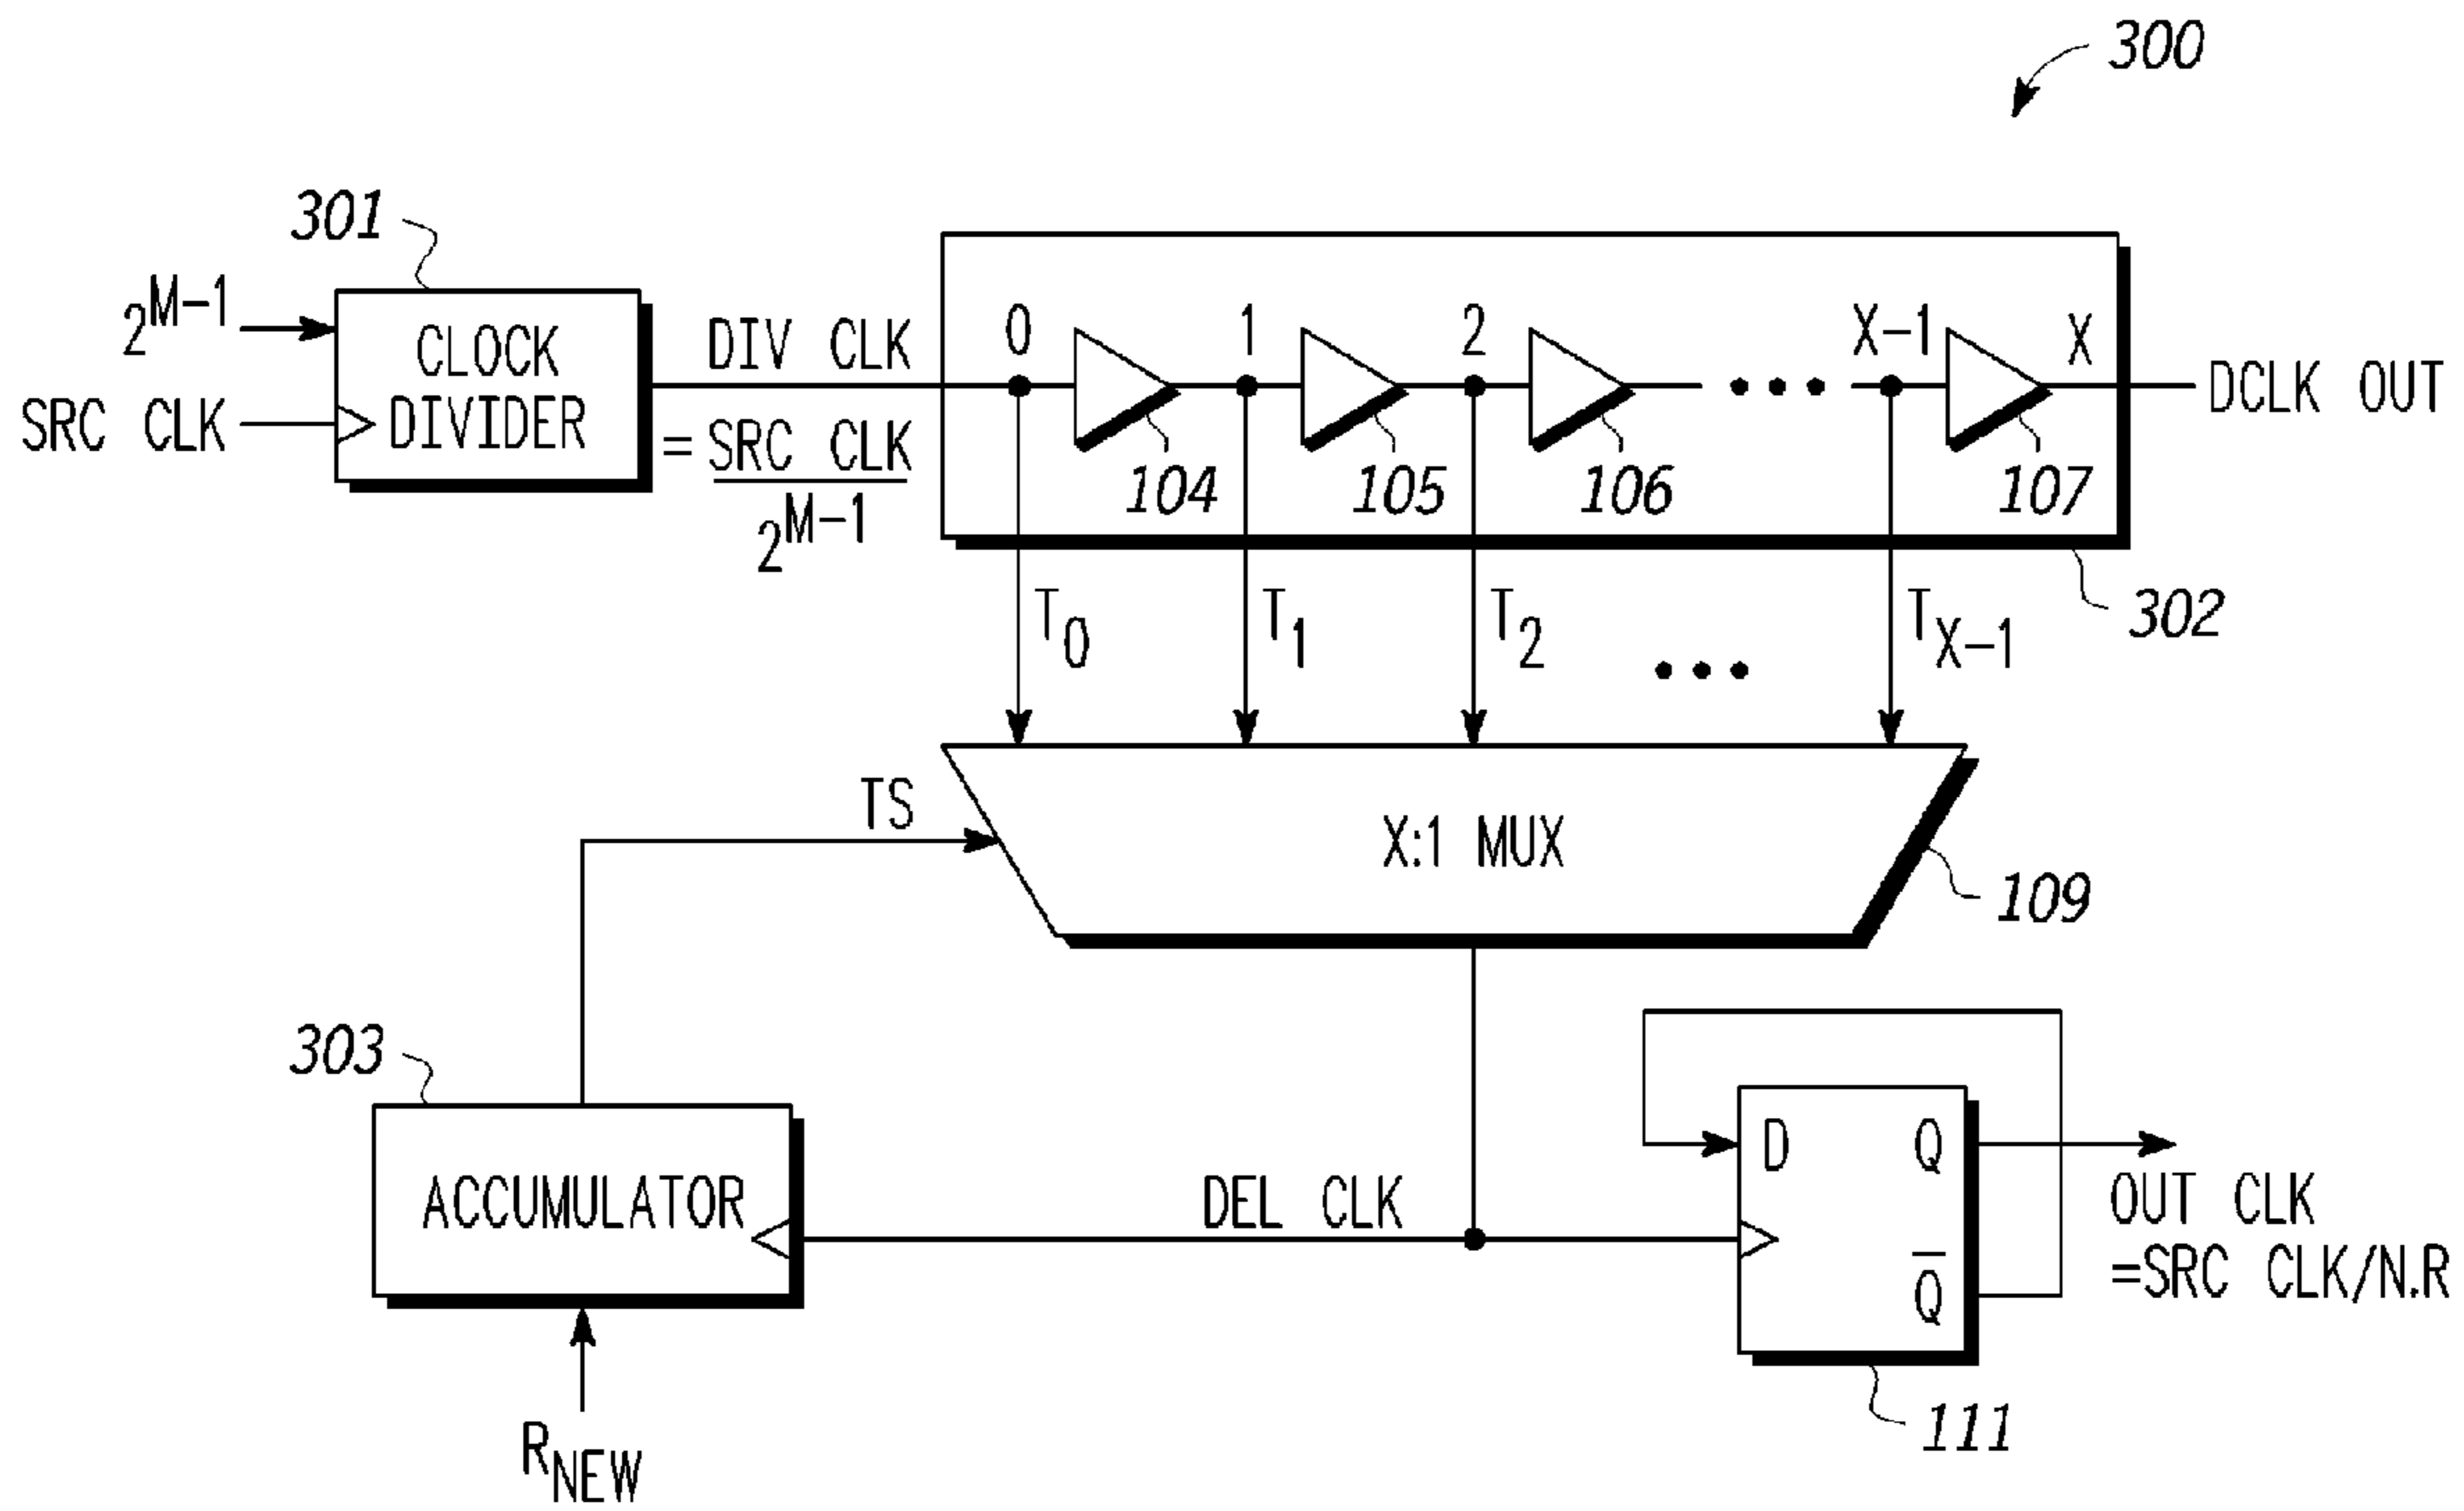 300
301
2^M-1
SRC CLK
CLOCK
DIVIDER
DIV CLK
= SRC CLK
2^M-1
0 1 2 X-1 X
104 105 106 107
DCLK OUT
302
T0 T1 T2 TX-1
TS
X:1 MUX
109
303
ACCUMULATOR
DEL CLK
D Q
Q
OUT CLK
=SRC CLK/N.R
111
RNEW